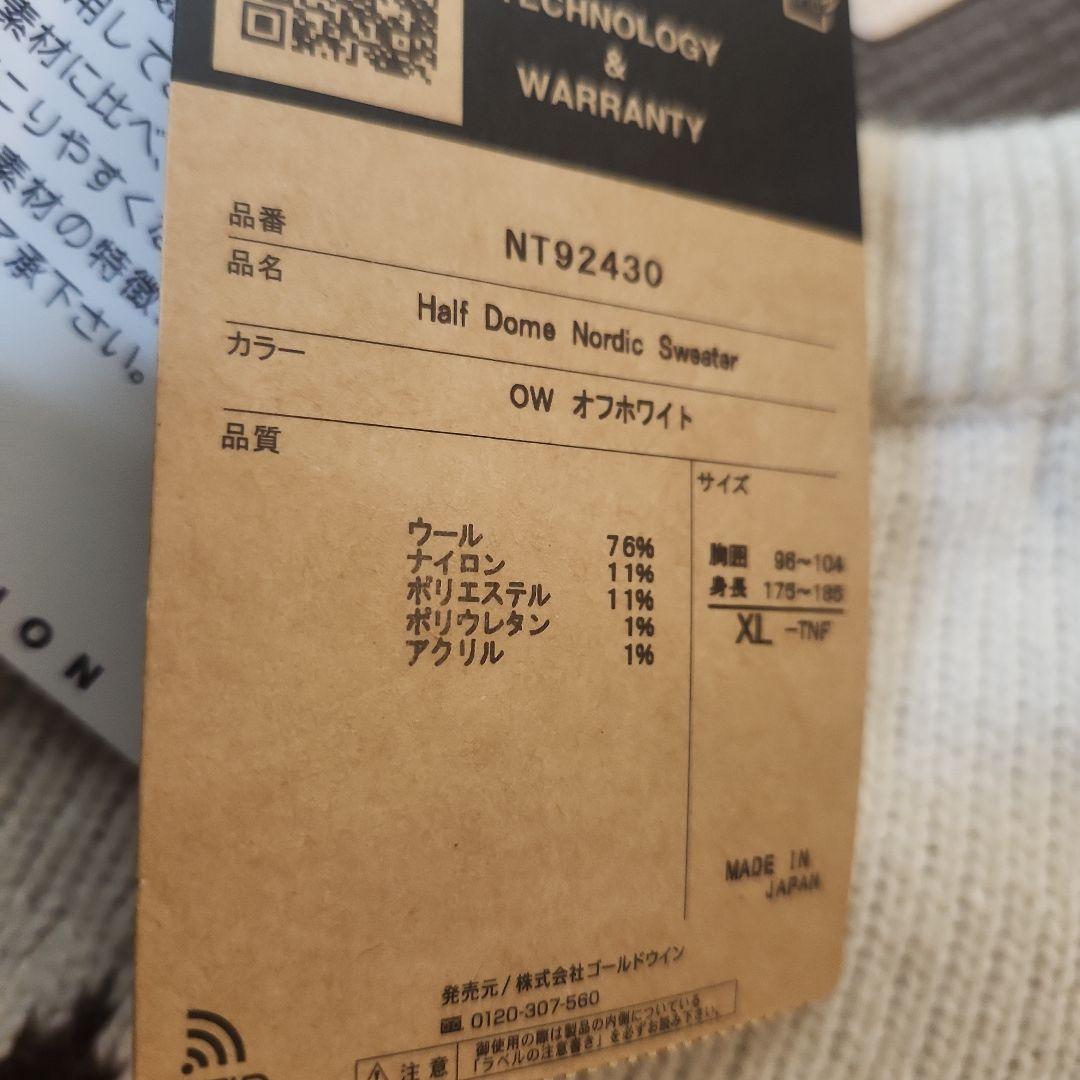 TECHNOLOGY
&
WARRANTY
用して
素材に比べ、
こりやすく
素材の特徴
了承下さい。
ION
品番 NT92430
品名 Half Dome Nordic Sweater
カラー OW オフホワイト
品質
ウール 76%
ナイロン 11%
ポリエステル 11%
ポリウレタン 1%
アクリル 1%
サイズ
胸囲 96~104
身長 175~185
XL -TNF
MADE IN
JAPAN
発売元/株式会社ゴールドウイン
0120-307-560
注意
御使用の際は製品の内側についている
「ラベルの注意書き」を必ずお読み下さい。